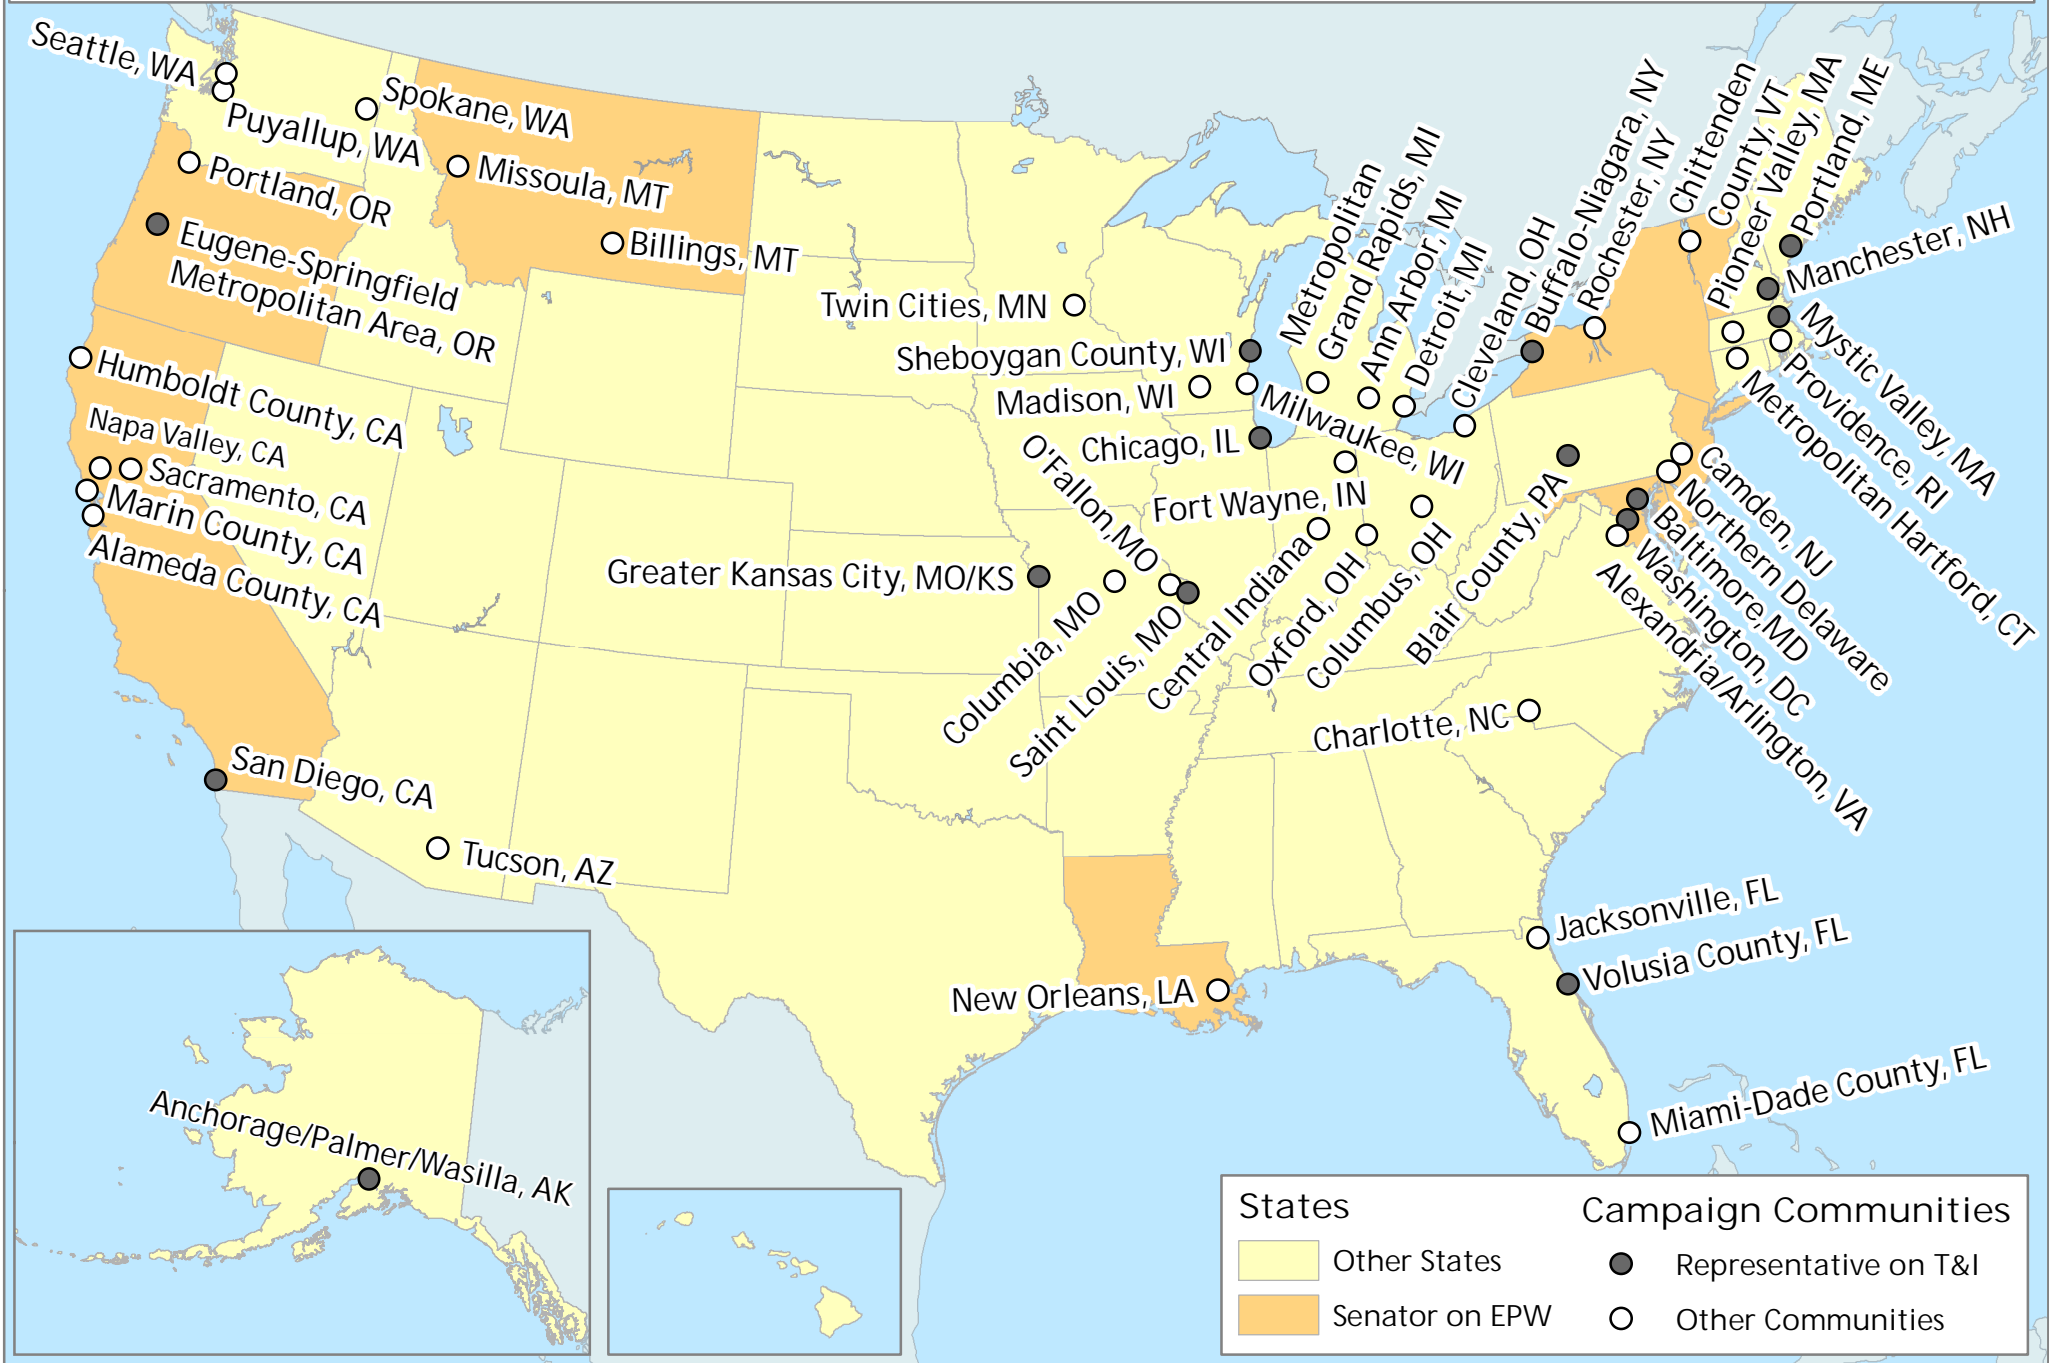 Seattle, WA
Puyallup, WA
Spokane, WA
Portland, OR
Missoula, MT
Billings, MT
Eugene-Springfield
Metropolitan Area, OR
Humboldt County, CA
Napa Valley, CA
Sacramento, CA
Marin County, CA
Alameda County, CA
San Diego, CA
Tucson, AZ
Twin Cities, MN
Sheboygan County, WI
Madison, WI
Milwaukee, WI
Chicago, IL
O'Fallon,MO
Fort Wayne, IN
Greater Kansas City, MO/KS
Columbia, MO
Saint Louis, MO
Central Indiana
Oxford, OH
Columbus, OH
Blair County, PA
Metropolitan
Grand Rapids, MI
Ann Arbor, MI
Detroit, MI
Cleveland, OH
Buffalo-Niagara, NY
Rochester, NY
Chittenden
County, VT
Pioneer Valley, MA
Portland, ME
Manchester, NH
Mystic Valley, MA
Providence, RI
Metropolitan Hartford, CT
Camden, NJ
Northern Delaware
Baltimore,MD
Washington, DC
Alexandria/Arlington, VA
Charlotte, NC
New Orleans, LA
Jacksonville, FL
Volusia County, FL
Miami-Dade County, FL
Anchorage/Palmer/Wasilla, AK
States
Other States
Senator on EPW
Campaign Communities
Representative on T&I
Other Communities